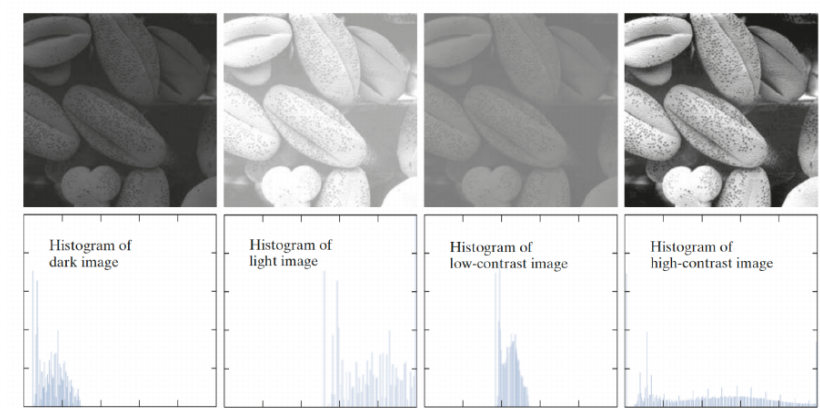 Histogram of
dark image
Histogram of
light image
Histogram of
low-contrast image
Histogram of
high-contrast image